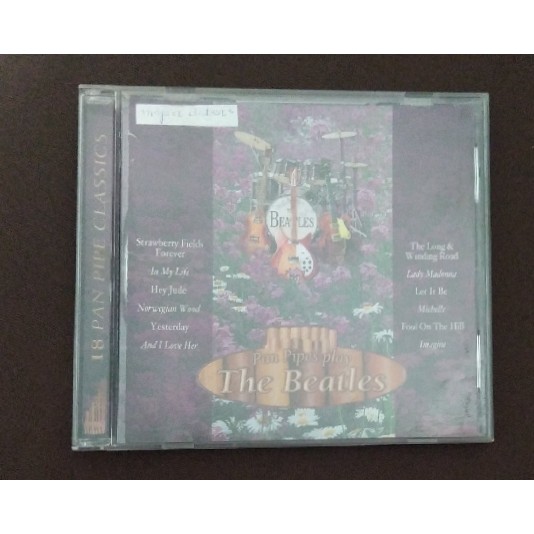 18 PAN PIPE CLASSICS
THE
BEATLES
Strawberry Fields
Forever
In My Life
Hey Jude
Norwegian Wood
Yesterday
And I Love Her
The Long &
Winding Road
Lady Madonna
Let It Be
Michelle
Fool On The Hill
Imagine
Pan Pipes play
The Beatles